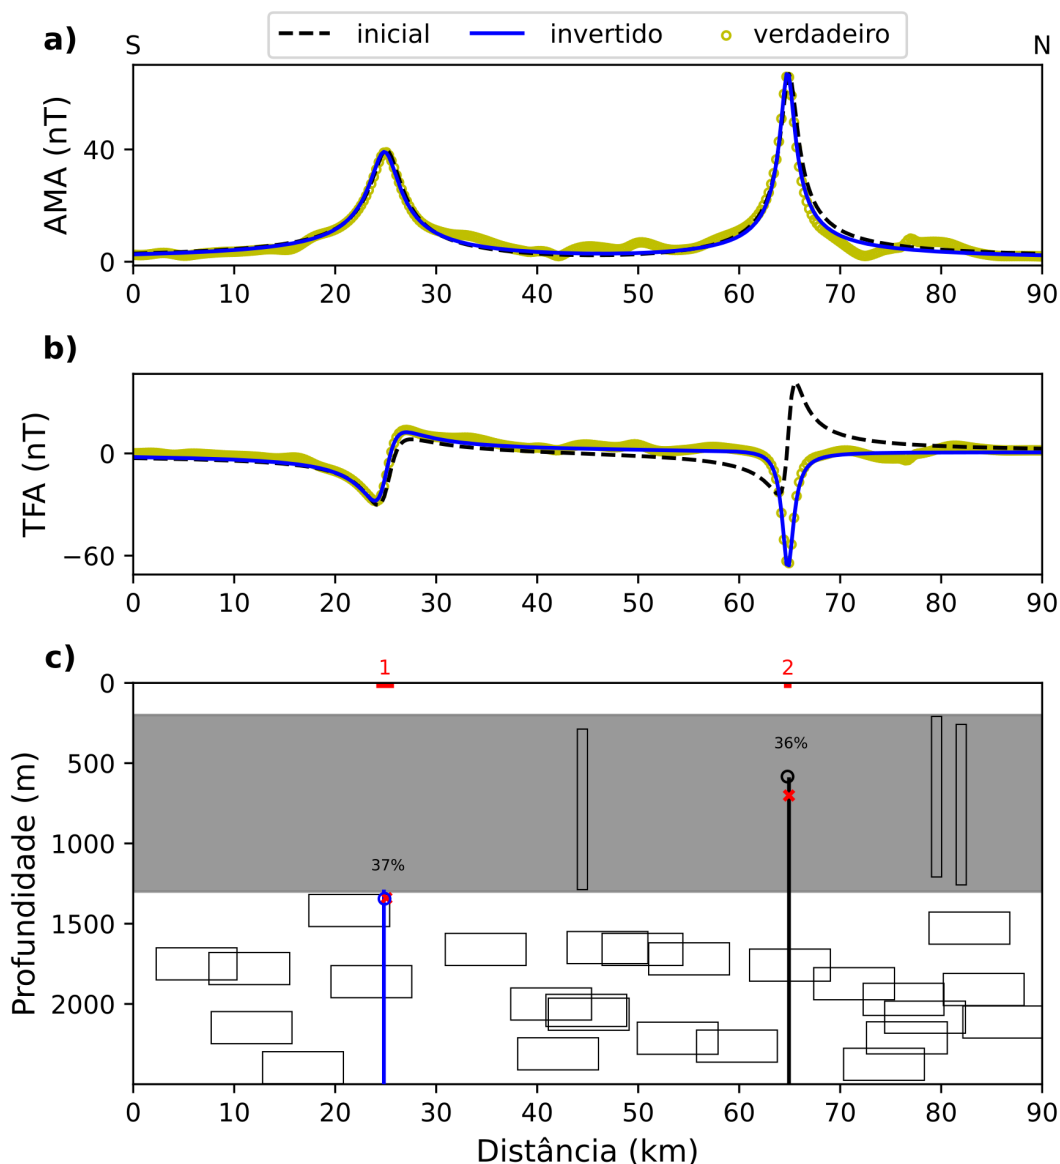 inicial invertido verdadeiro
a) S N
AMA (nT)
40
0
0 10 20 30 40 50 60 70 80 90
b)
TFA (nT)
0
−60
0 10 20 30 40 50 60 70 80 90
c) 1 2
Profundidade (m)
0
500
1000
1500
2000
36%
37%
0 10 20 30 40 50 60 70 80 90
Distância (km)